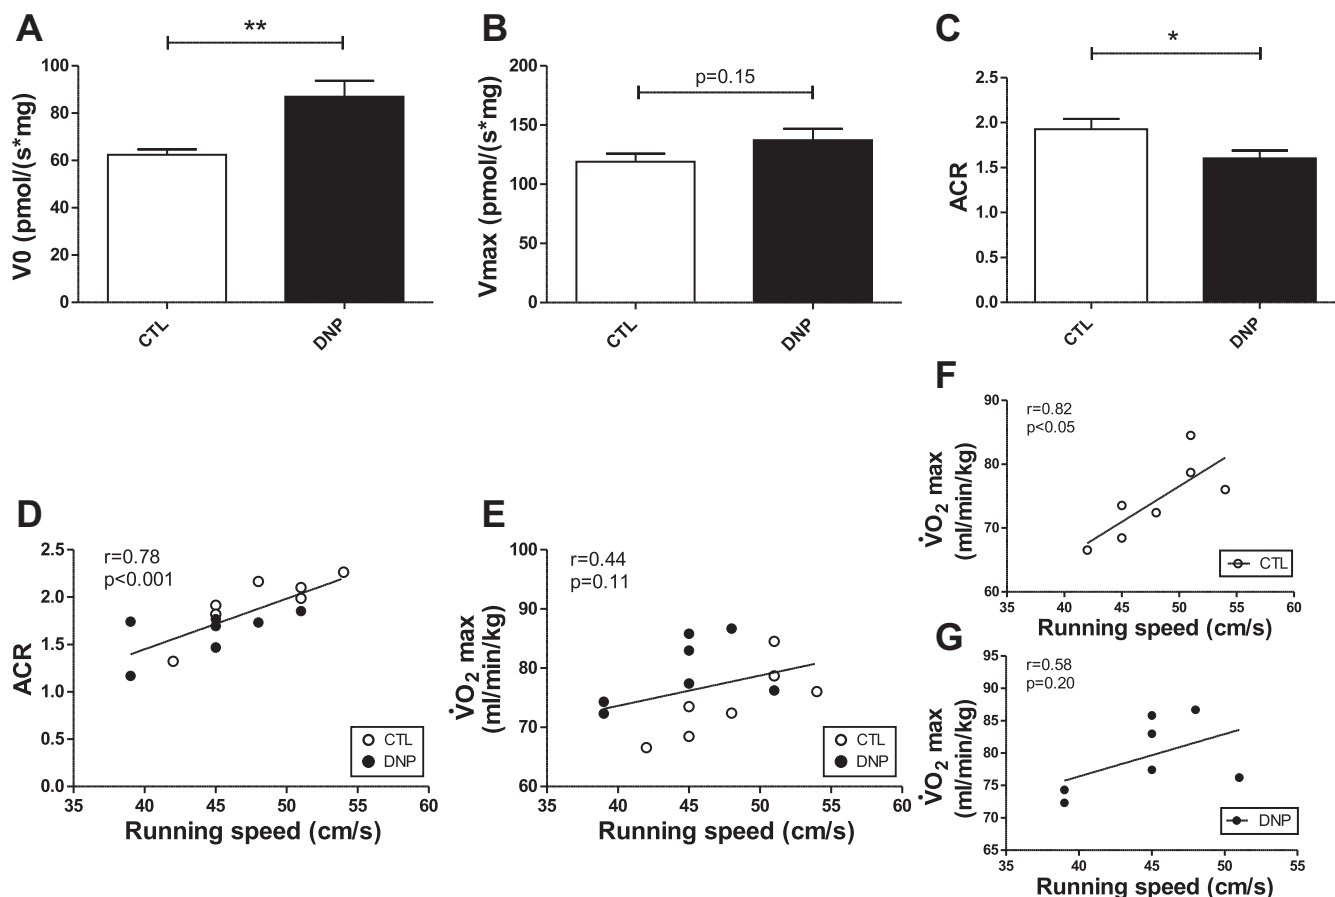 A
**
V0 (pmol/(s*mg)
100
80
60
40
20
0
CTL
DNP
B
p=0.15
Vmax (pmol/(s*mg)
200
150
100
50
0
CTL
DNP
C
*
ACR
2.5
2.0
1.5
1.0
0.5
0.0
CTL
DNP
D
r=0.78
p<0.001
ACR
2.5
2.0
1.5
1.0
0.5
0.0
CTL
DNP
35 40 45 50 55 60
Running speed (cm/s)
E
r=0.44
p=0.11
V̇O2 max
(ml/min/kg)
100
90
80
70
60
CTL
DNP
35 40 45 50 55 60
Running speed (cm/s)
F
r=0.82
p<0.05
V̇O2 max
(ml/min/kg)
90
80
70
60
CTL
35 40 45 50 55 60
Running speed (cm/s)
G
r=0.58
p=0.20
V̇O2 max
(ml/min/kg)
95
90
85
80
75
70
65
DNP
35 40 45 50 55
Running speed (cm/s)